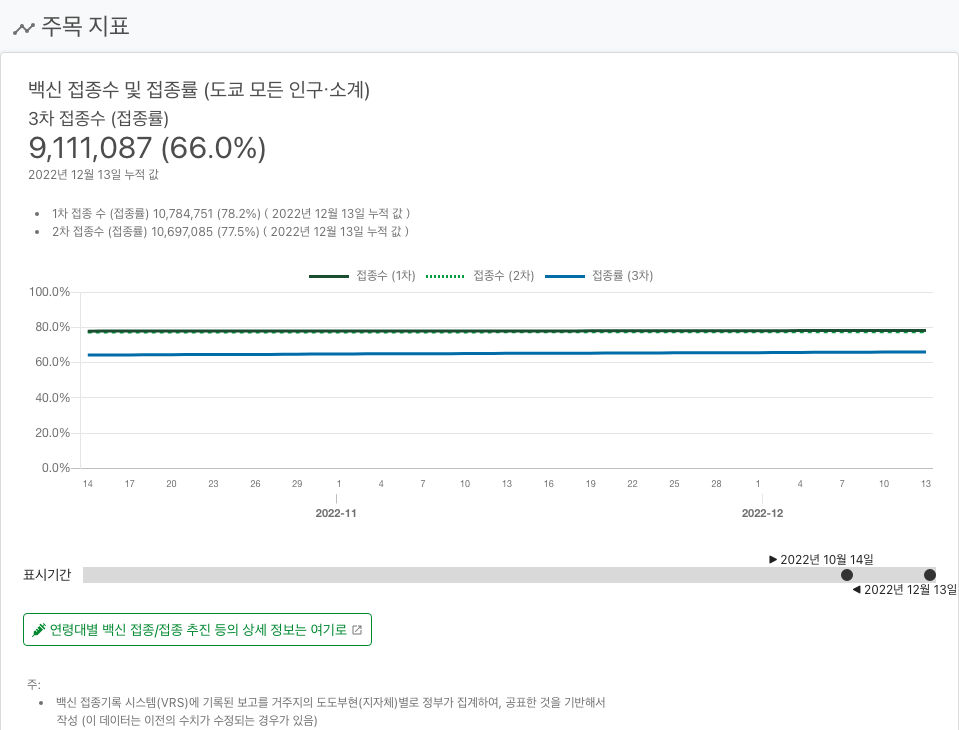 주목 지표
백신 접종수 및 접종률 (도쿄 모든 인구·소계)
3차 접종수 (접종률)
9,111,087 (66.0%)
2022년 12월 13일 누적 값
• 1차 접종 수 (접종률) 10,784,751 (78.2%) ( 2022년 12월 13일 누적 값 )
• 2차 접종수 (접종률) 10,697,085 (77.5%) ( 2022년 12월 13일 누적 값 )
접종수 (1차) 접종수 (2차) 접종률 (3차)
100.0%
80.0%
60.0%
40.0%
20.0%
0.0%
14 17 20 23 26 29 1 4 7 10 13 16 19 22 25 28 1 4 7 10 13
2022-11 2022-12
▶ 2022년 10월 14일
표시기간
◀ 2022년 12월 13일
연령대별 백신 접종/접종 추진 등의 상세 정보는 여기로
주:
• 백신 접종기록 시스템(VRS)에 기록된 보고를 거주지의 도도부현(지자체)별로 정부가 집계하여, 공표한 것을 기반해서
작성 (이 데이터는 이전의 수치가 수정되는 경우가 있음)